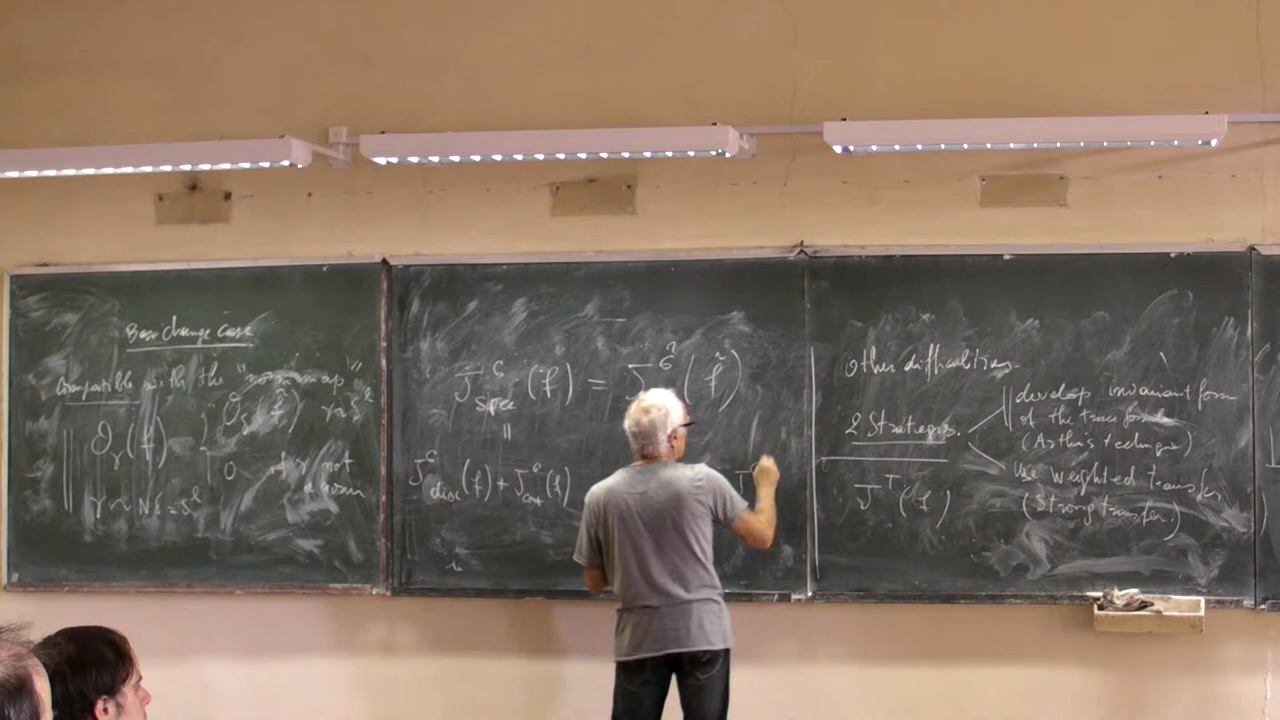 Base change case
Compatible with the "norm map"
O_γ(f) =
0 if γ not a norm
γ ~ Nδ = δ^ℓ
J^G_spec (f) = J^G̃ (f̃)
||
J^G_disc(f) + J^G_cont(f)
Other difficulties
2 Strategies.
develop invariant form
of the trace formula
(Arthur's technique)
Use weighted transfer
(Strong transfer.)
J^T(f)